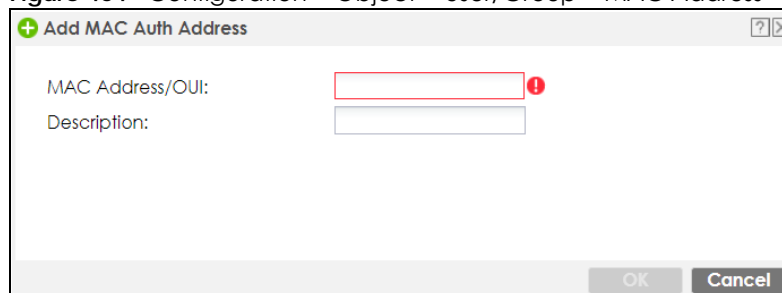 Add MAC Auth Address
?
MAC Address/OUI:
Description:
OK Cancel